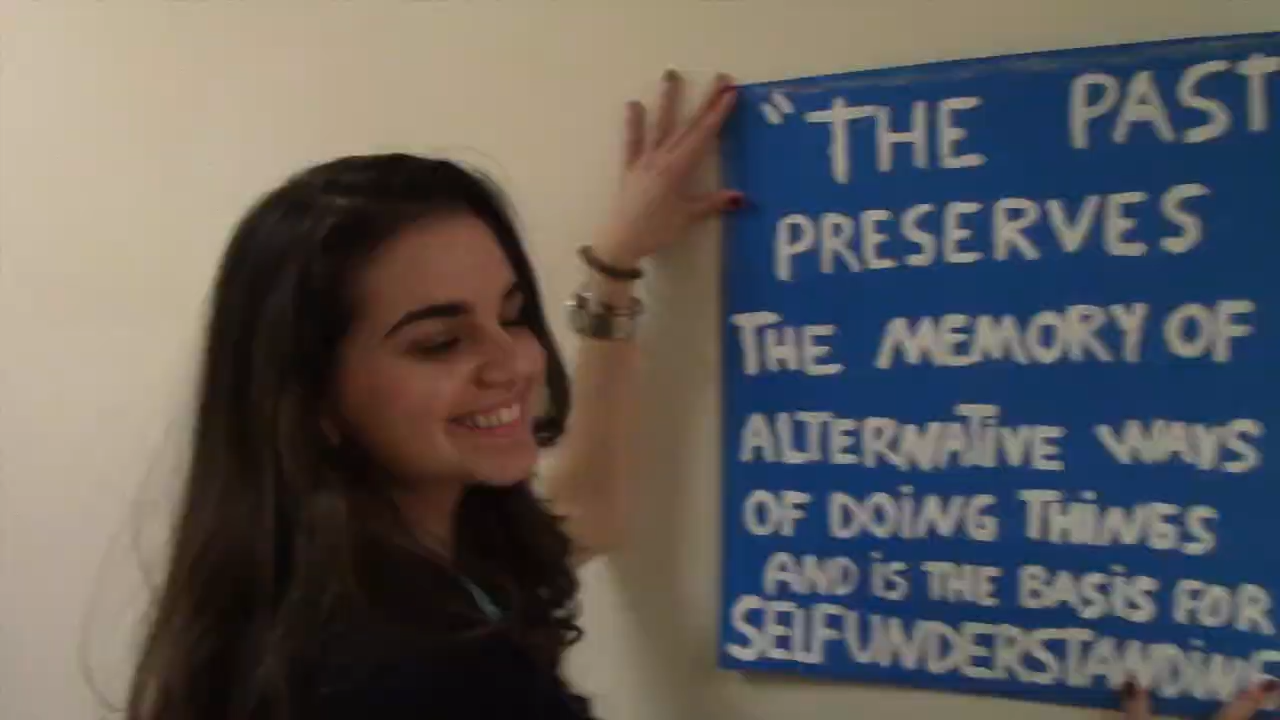 "THE PAST
PRESERVES
THE MEMORY OF
ALTERNATIVE WAYS
OF DOiNG THiNGS
AND iS THE BASiS FOR
SELFUNDERSTANDiNG